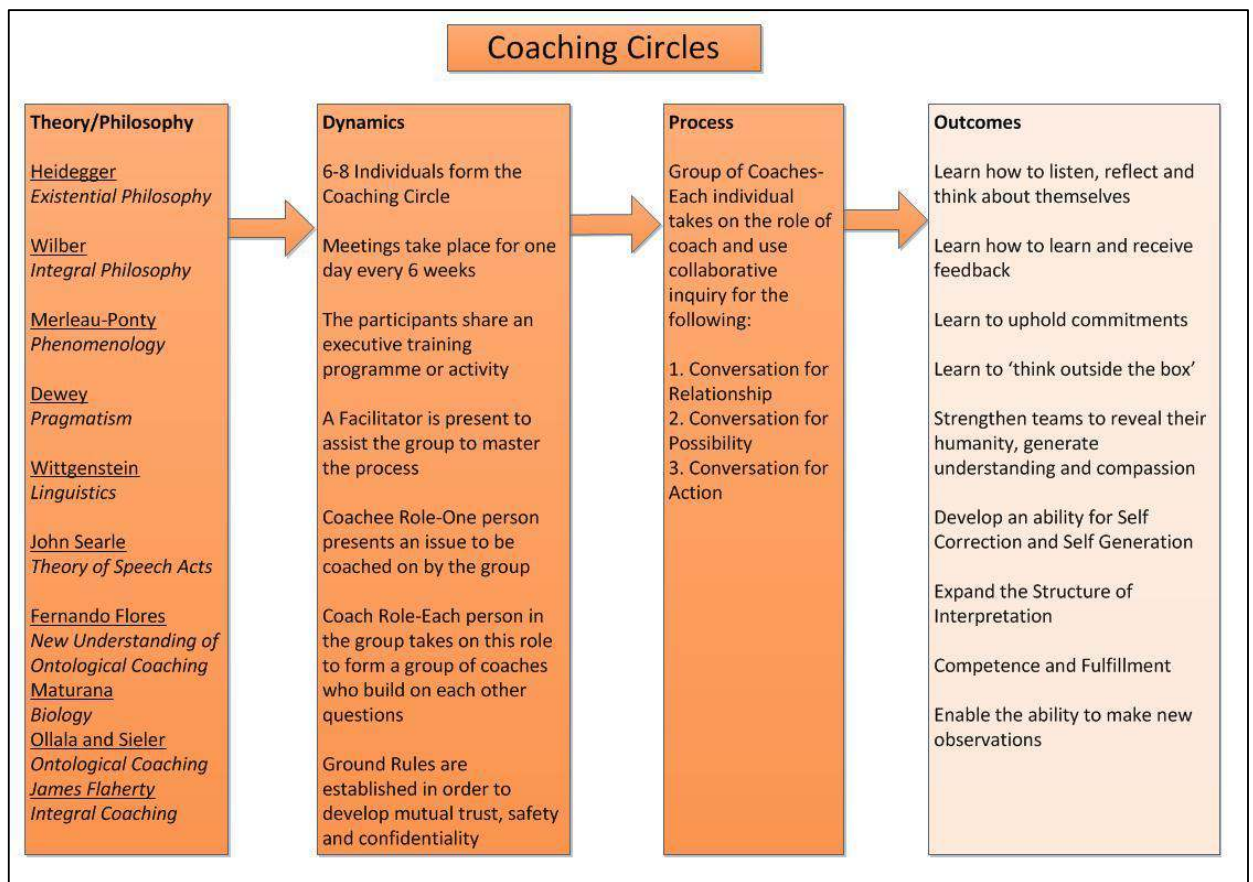 Coaching Circles
Theory/Philosophy
Heidegger
Existential Philosophy
Wilber
Integral Philosophy
Merleau-Ponty
Phenomenology
Dewey
Pragmatism
Wittgenstein
Linguistics
John Searle
Theory of Speech Acts
Fernando Flores
New Understanding of
Ontological Coaching
Maturana
Biology
Ollala and Sieler
Ontological Coaching
James Flaherty
Integral Coaching
Dynamics
6-8 Individuals form the
Coaching Circle
Meetings take place for one
day every 6 weeks
The participants share an
executive training
programme or activity
A Facilitator is present to
assist the group to master
the process
Coachee Role-One person
presents an issue to be
coached on by the group
Coach Role-Each person in
the group takes on this role
to form a group of coaches
who build on each other
questions
Ground Rules are
established in order to
develop mutual trust, safety
and confidentiality
Process
Group of Coaches-
Each individual
takes on the role of
coach and use
collaborative
inquiry for the
following:
1. Conversation for
Relationship
2. Conversation for
Possibility
3. Conversation for
Action
Outcomes
Learn how to listen, reflect and
think about themselves
Learn how to learn and receive
feedback
Learn to uphold commitments
Learn to ‘think outside the box’
Strengthen teams to reveal their
humanity, generate
understanding and compassion
Develop an ability for Self
Correction and Self Generation
Expand the Structure of
Interpretation
Competence and Fulfillment
Enable the ability to make new
observations